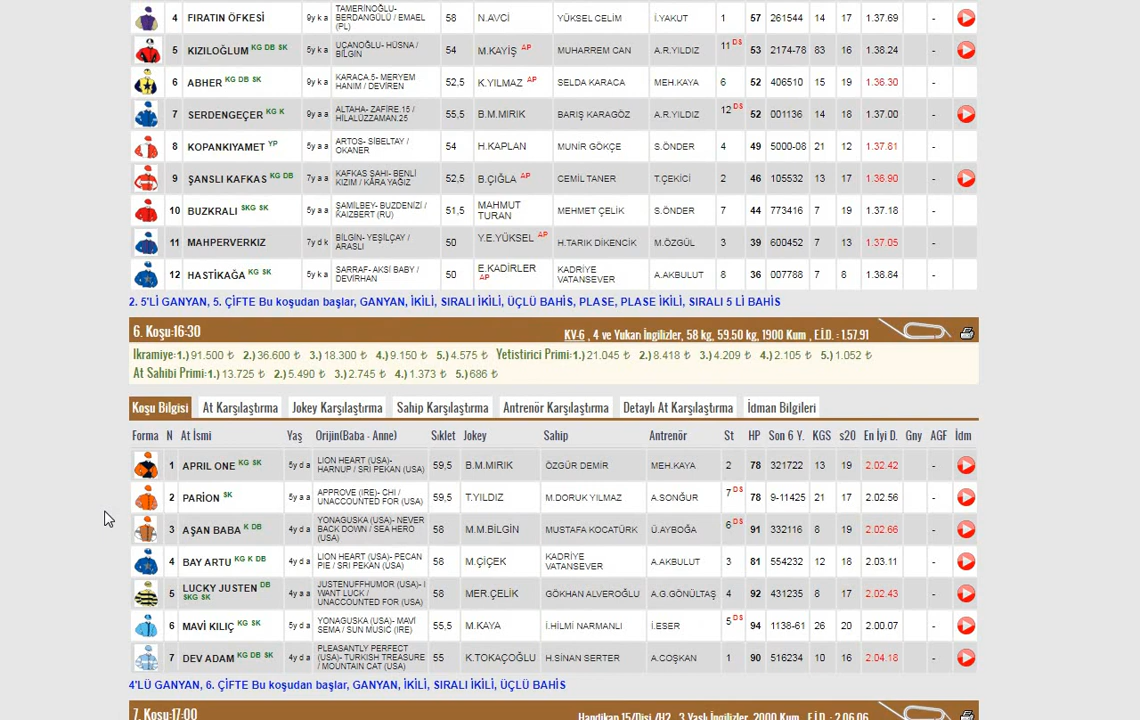 4 FIRATIN ÖFKESİ 9y k a TAMERİNOĞLU- BERDANGÜLÜ / EMAEL (PL) 58 N.AVCİ YÜKSEL CELİM İ.YAKUT 1 57 261544 14 17 1.37.69 -
5 KIZILOĞLUM KG DB SK 5y k a UÇANOĞLU- HÜSNA / BİLGİN 54 M.KAYİŞ AP MUHARREM CAN A.R.YILDIZ 11 DS 53 2174-78 83 16 1.38.24 -
6 ABHER KG DB SK 9y k a KARACA.5- MERYEM HANIM / DEVİREN 52,5 K.YILMAZ AP SELDA KARACA MEH.KAYA 6 52 406510 15 19 1.36.30 -
7 SERDENGEÇER KG K 9y a a ALTAHA- ZAFİRE.15 / HİLALÜZZAMAN.25 55,5 B.M.MIRIK BARIŞ KARAGÖZ A.R.YILDIZ 12 DS 52 001136 14 18 1.37.00 -
8 KOPANKIYAMET YP 5y a a ARTOS- SİBELTAY / OKANER 54 H.KAPLAN MUNİR GÖKÇE S.ÖNDER 4 49 5000-08 21 12 1.37.81 -
9 ŞANSLI KAFKAS KG DB 7y a a KAFKAS ŞAHI- BENLİ KIZIM / KARAYAĞIZ 52,5 B.ÇIĞLA AP CEMİL TANER T.ÇEKİCİ 2 46 105532 13 17 1.36.90 -
10 BUZKRALI SKG SK 5y a a ŞAMİLBEY- BUZDENİZİ / KAIZBERT (RU) 51,5 MAHMUT TURAN MEHMET ÇELİK S.ÖNDER 7 44 773416 7 19 1.37.18 -
11 MAHPERVERKIZ 7y d k BİLGİN- YEŞİLÇAY / ARASLI 50 Y.E.YÜKSEL AP H.TARIK DİKENCİK M.ÖZGÜL 3 39 600452 7 13 1.37.05 -
12 HASTİKAĞA KG SK 5y k a SARRAF- AKSİ BABY / DEVİRHAN 50 E.KADİRLER AP KADRİYE VATANSEVER A.AKBULUT 8 36 007788 7 8 1.38.84 -
2. 5'Lİ GANYAN, 5. ÇİFTE Bu koşudan başlar, GANYAN, İKİLİ, SIRALI İKİLİ, ÜÇLÜ BAHİS, PLASE, PLASE İKİLİ, SIRALI 5 Lİ BAHİS
6. Koşu:16:30 KV-6 , 4 ve Yukarı İngilizler, 58 kg, 59.50 kg, 1900 Kum , E.İ.D. : 1.57.91
İkramiye:1.) 91.500 ₺ 2.) 36.600 ₺ 3.) 18.300 ₺ 4.) 9.150 ₺ 5.) 4.575 ₺ Yetistirici Primi:1.) 21.045 ₺ 2.) 8.418 ₺ 3.) 4.209 ₺ 4.) 2.105 ₺ 5.) 1.052 ₺
At Sahibi Primi:1.) 13.725 ₺ 2.) 5.490 ₺ 3.) 2.745 ₺ 4.) 1.373 ₺ 5.) 686 ₺
Koşu Bilgisi At Karşılaştırma Jokey Karşılaştırma Sahip Karşılaştırma Antrenör Karşılaştırma Detaylı At Karşılaştırma İdman Bilgileri
Forma N At İsmi Yaş Orijin(Baba - Anne) Sıklet Jokey Sahip Antrenör St HP Son 6 Y. KGS s20 En İyi D. Gny AGF İdm
1 APRIL ONE KG SK 5y d a LION HEART (USA)- HARNUP / SRI PEKAN (USA) 59,5 B.M.MIRIK ÖZGÜR DEMİR MEH.KAYA 2 78 321722 13 19 2.02.42 -
2 PARİON SK 5y a a APPROVE (IRE)- CHI / UNACCOUNTED FOR (USA) 59,5 T.YILDIZ M.DORUK YILMAZ A.SONĞUR 7 DS 78 9-11425 21 17 2.02.56 -
3 AŞAN BABA K DB 4y d a YONAGUSKA (USA)- NEVER BACK DOWN / SEA HERO (USA) 58 M.M.BİLGİN MUSTAFA KOCATÜRK Ü.AYBOĞA 6 DS 91 332116 8 19 2.02.66 -
4 BAY ARTU KG K DB 4y d a LION HEART (USA)- PECAN PIE / SRI PEKAN (USA) 58 M.ÇİÇEK KADRİYE VATANSEVER A.AKBULUT 3 81 554232 12 18 2.03.11 -
5 LUCKY JUSTEN DB SKG SK 4y a a JUSTENUFFHUMOR (USA)- I WANT LUCK / UNACCOUNTED FOR (USA) 58 MER.ÇELİK GÖKHAN ALVEROĞLU A.G.GÖNÜLTAŞ 4 92 431235 8 17 2.02.43 -
6 MAVİ KILIÇ KG SK 5y d a YONAGUSKA (USA)- MAVİ SEMA / SUN MUSIC (IRE) 55,5 M.KAYA İ.HİLMİ NARMANLI İ.ESER 5 DS 94 1138-61 26 20 2.00.07 -
7 DEV ADAM KG DB SK 4y d a PLEASANTLY PERFECT (USA)- TURKISH TREASURE / MOUNTAIN CAT (USA) 55 K.TOKAÇOĞLU H.SİNAN SERTER A.COŞKAN 1 90 516234 10 16 2.04.18 -
4'LÜ GANYAN, 6. ÇİFTE Bu koşudan başlar, GANYAN, İKİLİ, SIRALI İKİLİ, ÜÇLÜ BAHİS
7. Koşu:17:00 Handikap 15/Dişi /H2 , 3 Yaşlı İngilizler, 2000 Kum , E.İ.D. : 2.06.06